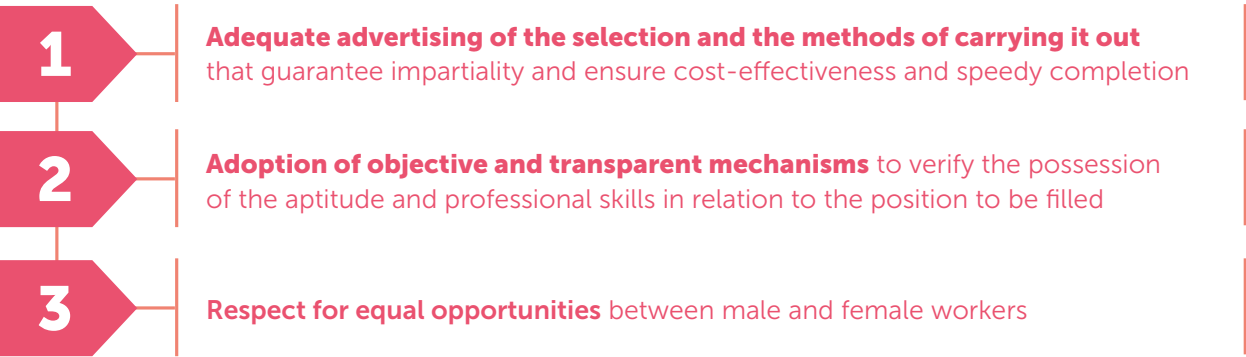 1
Adequate advertising of the selection and the methods of carrying it out
that guarantee impartiality and ensure cost-effectiveness and speedy completion
2
Adoption of objective and transparent mechanisms to verify the possession
of the aptitude and professional skills in relation to the position to be filled
3
Respect for equal opportunities between male and female workers